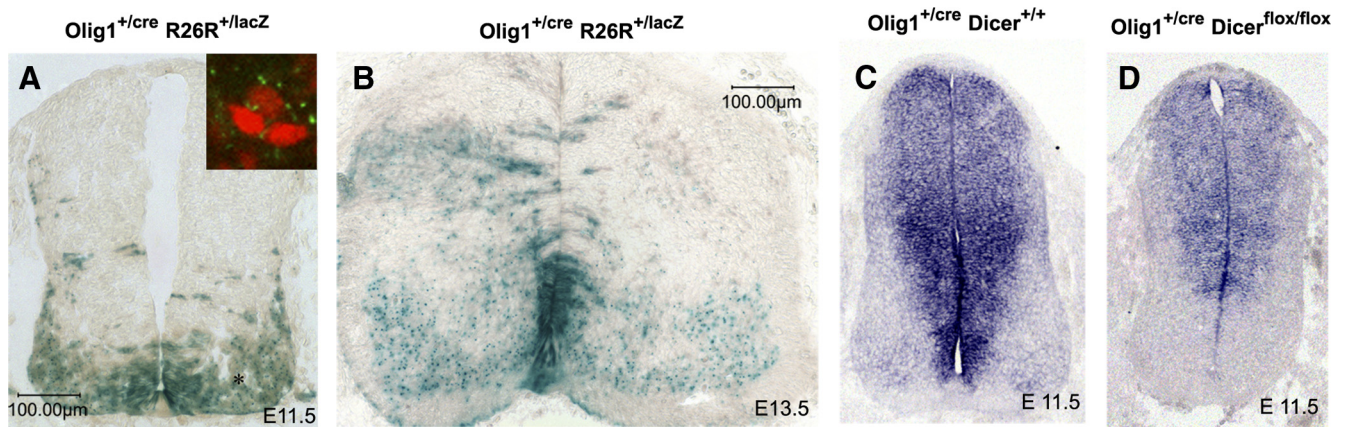 Olig1+/cre R26R+/lacZ
Olig1+/cre R26R+/lacZ
Olig1+/cre Dicer+/+
Olig1+/cre Dicerflox/flox
A
B
C
D
100.00µm
100.00µm
E11.5
E13.5
E 11.5
E 11.5
*